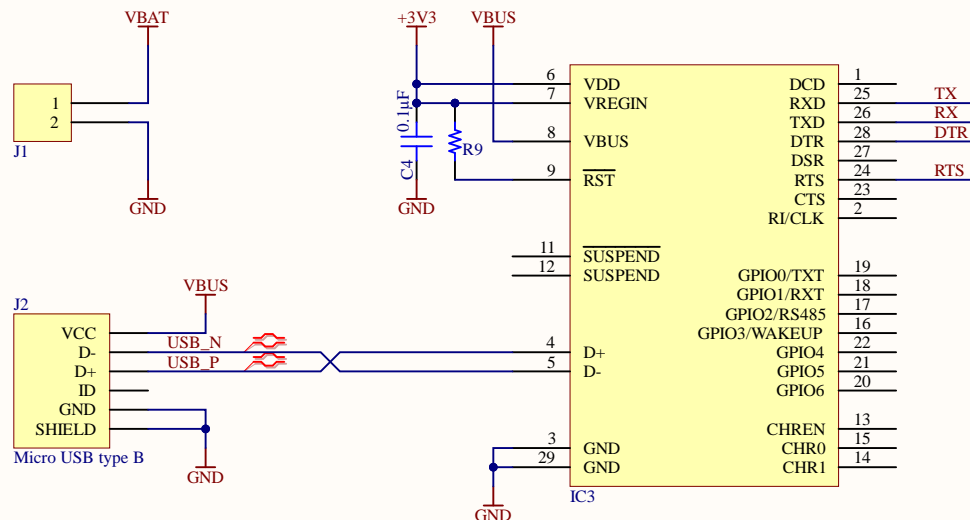 VBAT
1
2
J1
GND
+3V3
VBUS
0.1µF
C4
R9
GND
6 VDD
7 VREGIN
8 VBUS
9 RST
11 SUSPEND
12 SUSPEND
4 D+
5 D-
3 GND
29 GND
GND
DCD 1
RXD 25 TX
TXD 26 RX
DTR 28 DTR
DSR 27
RTS 24 RTS
CTS 23
RI/CLK 2
GPIO0/TXT 19
GPIO1/RXT 18
GPIO2/RS485 17
GPIO3/WAKEUP 16
GPIO4 22
GPIO5 21
GPIO6 20
CHREN 13
CHR0 15
CHR1 14
IC3
J2
VBUS
VCC
D- USB_N
D+ USB_P
ID
GND
SHIELD
Micro USB type B
GND